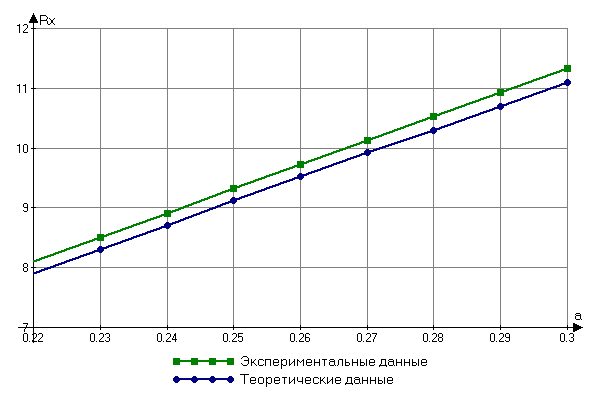 Rx
12
11
10
9
8
7
a
0.22 0.23 0.24 0.25 0.26 0.27 0.28 0.29 0.3
Экспериментальные данные
Теоретические данные